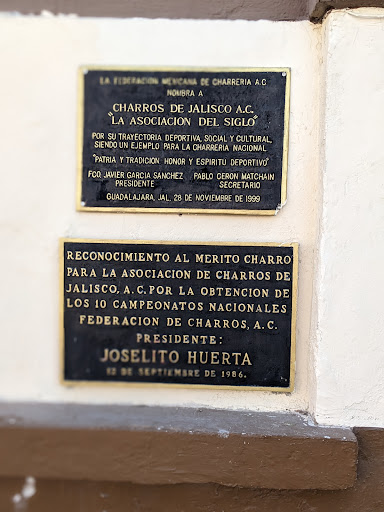 LA FEDERACION MEXICANA DE CHARRERIA A.C.
NOMBRA A
CHARROS DE JALISCO A.C.
"LA ASOCIACION DEL SIGLO"
POR SU TRAYECTORIA DEPORTIVA, SOCIAL Y CULTURAL,
SIENDO UN EJEMPLO PARA LA CHARRERIA NACIONAL
"PATRIA Y TRADICION HONOR Y ESPIRITU DEPORTIVO"
FCO. JAVIER GARCIA SANCHEZ PABLO CERON MATCHAIN
PRESIDENTE SECRETARIO
GUADALAJARA, JAL. 28 DE NOVIEMBRE DE 1999
RECONOCIMIENTO AL MERITO CHARRO
PARA LA ASOCIACION DE CHARROS DE
JALISCO, A.C. POR LA OBTENCION DE
LOS 10 CAMPEONATOS NACIONALES
FEDERACION DE CHARROS, A.C.
PRESIDENTE:
JOSELITO HUERTA
12 DE SEPTIEMBRE DE 1986.